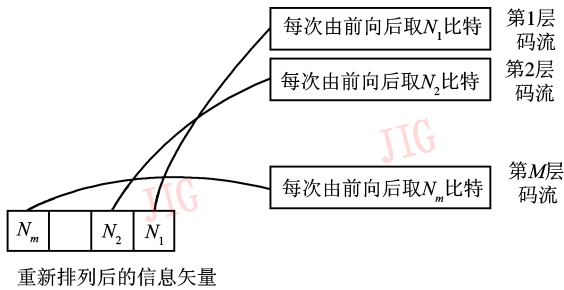 每次由前向后取N₁比特
第1层
码流
每次由前向后取N₂比特
第2层
码流
JIG
每次由前向后取Nₘ比特
第M层
码流
JIG
Nₘ N₂ N₁
重新排列后的信息矢量